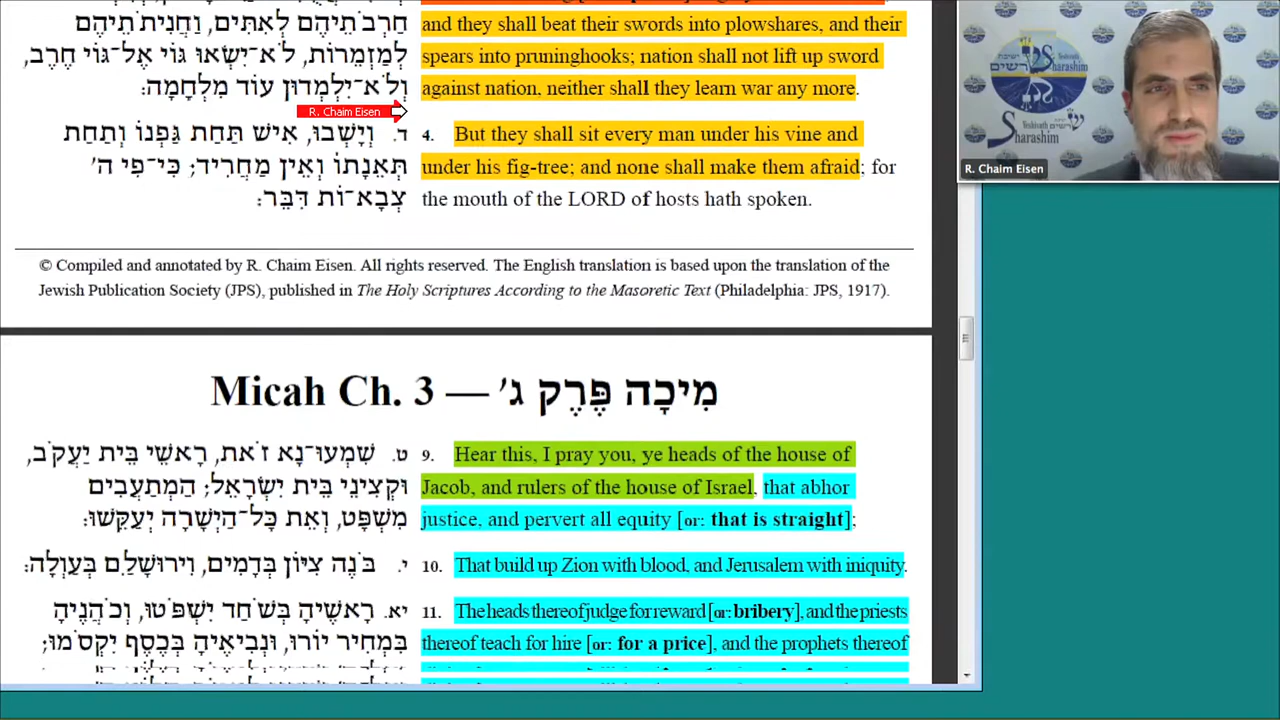 חַרְבֹתֵיהֶם לְאִתִּים, וַחֲנִיתֹתֵיהֶם
לְמַזְמֵרוֹת, לֹא־יִשְׂאוּ גּוֹי אֶל־גּוֹי חֶרֶב,
וְלֹא־יִלְמְדוּן עוֹד מִלְחָמָה:
ד. וְיָשְׁבוּ, אִישׁ תַּחַת גַּפְנוֹ וְתַחַת
תְּאֵנָתוֹ וְאֵין מַחֲרִיד; כִּי־פִי ה'
צְבָא־וֹת דִּבֵּר:
and they shall beat their swords into plowshares, and their
spears into pruninghooks; nation shall not lift up sword
against nation, neither shall they learn war any more.
4. But they shall sit every man under his vine and
under his fig-tree; and none shall make them afraid; for
the mouth of the LORD of hosts hath spoken.
R. Chaim Eisen
© Compiled and annotated by R. Chaim Eisen. All rights reserved. The English translation is based upon the translation of the
Jewish Publication Society (JPS), published in The Holy Scriptures According to the Masoretic Text (Philadelphia: JPS, 1917).
Micah Ch. 3 — מִיכָה פֶּרֶק ג'
ט. שִׁמְעוּ־נָא זֹאת, רָאשֵׁי בֵּית יַעֲקֹב,
וּקְצִינֵי בֵּית יִשְׂרָאֵל; הַמְתַעֲבִים
מִשְׁפָּט, וְאֵת כָּל־הַיְשָׁרָה יְעַקֵּשׁוּ:
י. בֹּנֶה צִיּוֹן בְּדָמִים, וִירוּשָׁלִַם בְּעַוְלָה:
יא. רָאשֶׁיהָ בְּשֹׁחַד יִשְׁפֹּטוּ, וְכֹהֲנֶיהָ
בִּמְחִיר יוֹרוּ, וּנְבִיאֶיהָ בְּכֶסֶף יִקְסֹמוּ;
9. Hear this, I pray you, ye heads of the house of
Jacob, and rulers of the house of Israel, that abhor
justice, and pervert all equity [or: that is straight];
10. That build up Zion with blood, and Jerusalem with iniquity.
11. The heads thereof judge for reward [or: bribery], and the priests
thereof teach for hire [or: for a price], and the prophets thereof
Yeshivath
Sharashim
R. Chaim Eisen